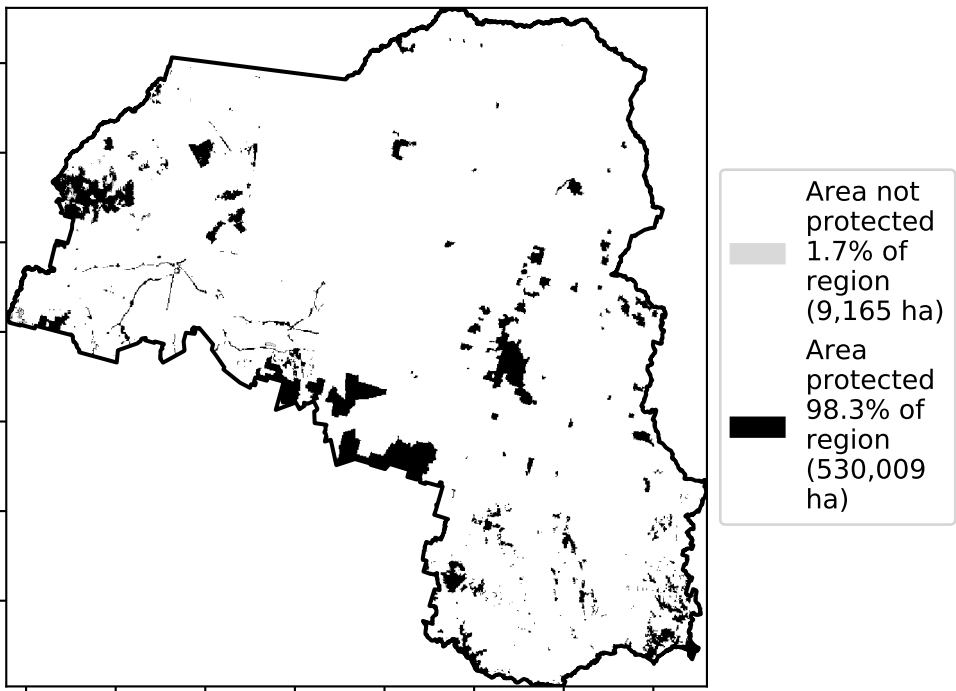 Area not
protected
1.7% of
region
(9,165 ha)
Area
protected
98.3% of
region
(530,009
ha)